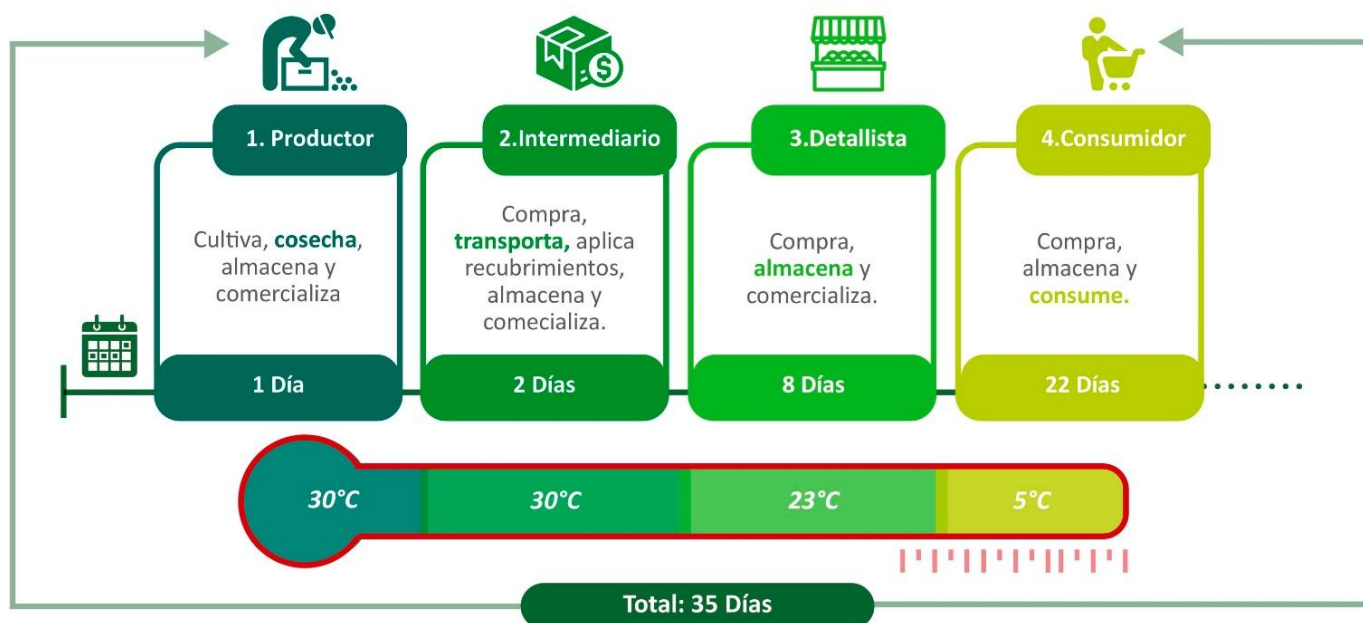 1. Productor
Cultiva, cosecha,
almacena y
comercializa
1 Día
2.Intermediario
Compra,
transporta, aplica
recubrimientos,
almacena y
comecializa.
2 Días
3.Detallista
Compra,
almacena y
comercializa.
8 Días
4.Consumidor
Compra,
almacena y
consume.
22 Días
$
30°C
30°C
23°C
5°C
Total: 35 Días